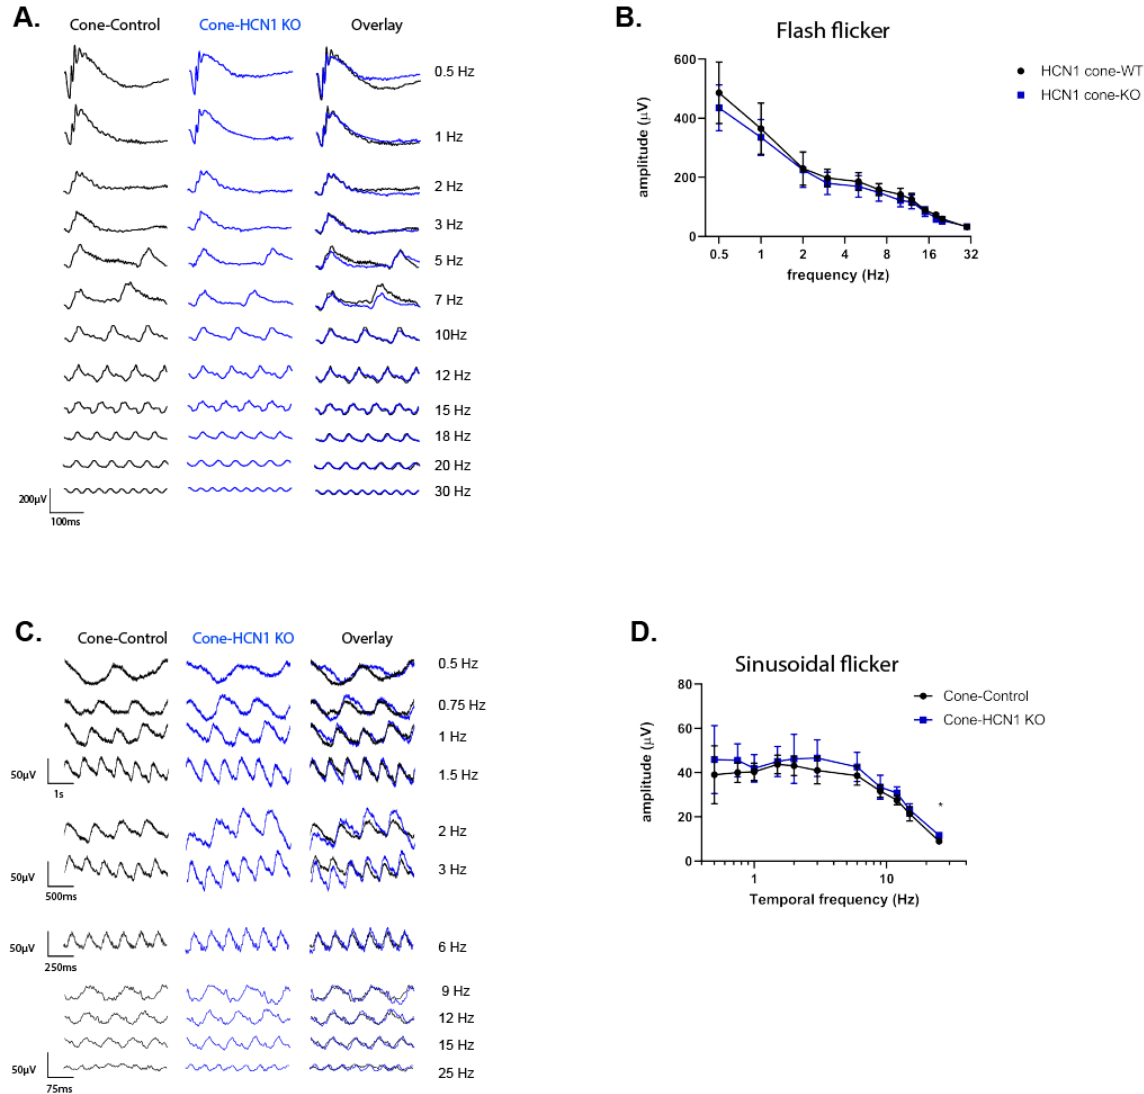 A.
Cone-Control Cone-HCN1 KO Overlay
0.5 Hz
1 Hz
2 Hz
3 Hz
5 Hz
7 Hz
10Hz
12 Hz
15 Hz
18 Hz
20 Hz
30 Hz
200μV
100ms
B.
Flash flicker
HCN1 cone-WT
HCN1 cone-KO
amplitude (μV)
600
400
200
0
0.5 1 2 4 8 16 32
frequency (Hz)
C.
Cone-Control Cone-HCN1 KO Overlay
0.5 Hz
0.75 Hz
1 Hz
1.5 Hz
50μV
1s
2 Hz
3 Hz
50μV
500ms
6 Hz
50μV
250ms
9 Hz
12 Hz
15 Hz
25 Hz
50μV
75ms
D.
Sinusoidal flicker
Cone-Control
Cone-HCN1 KO
amplitude (μV)
80
60
40
20
0
*
1 10
Temporal frequency (Hz)